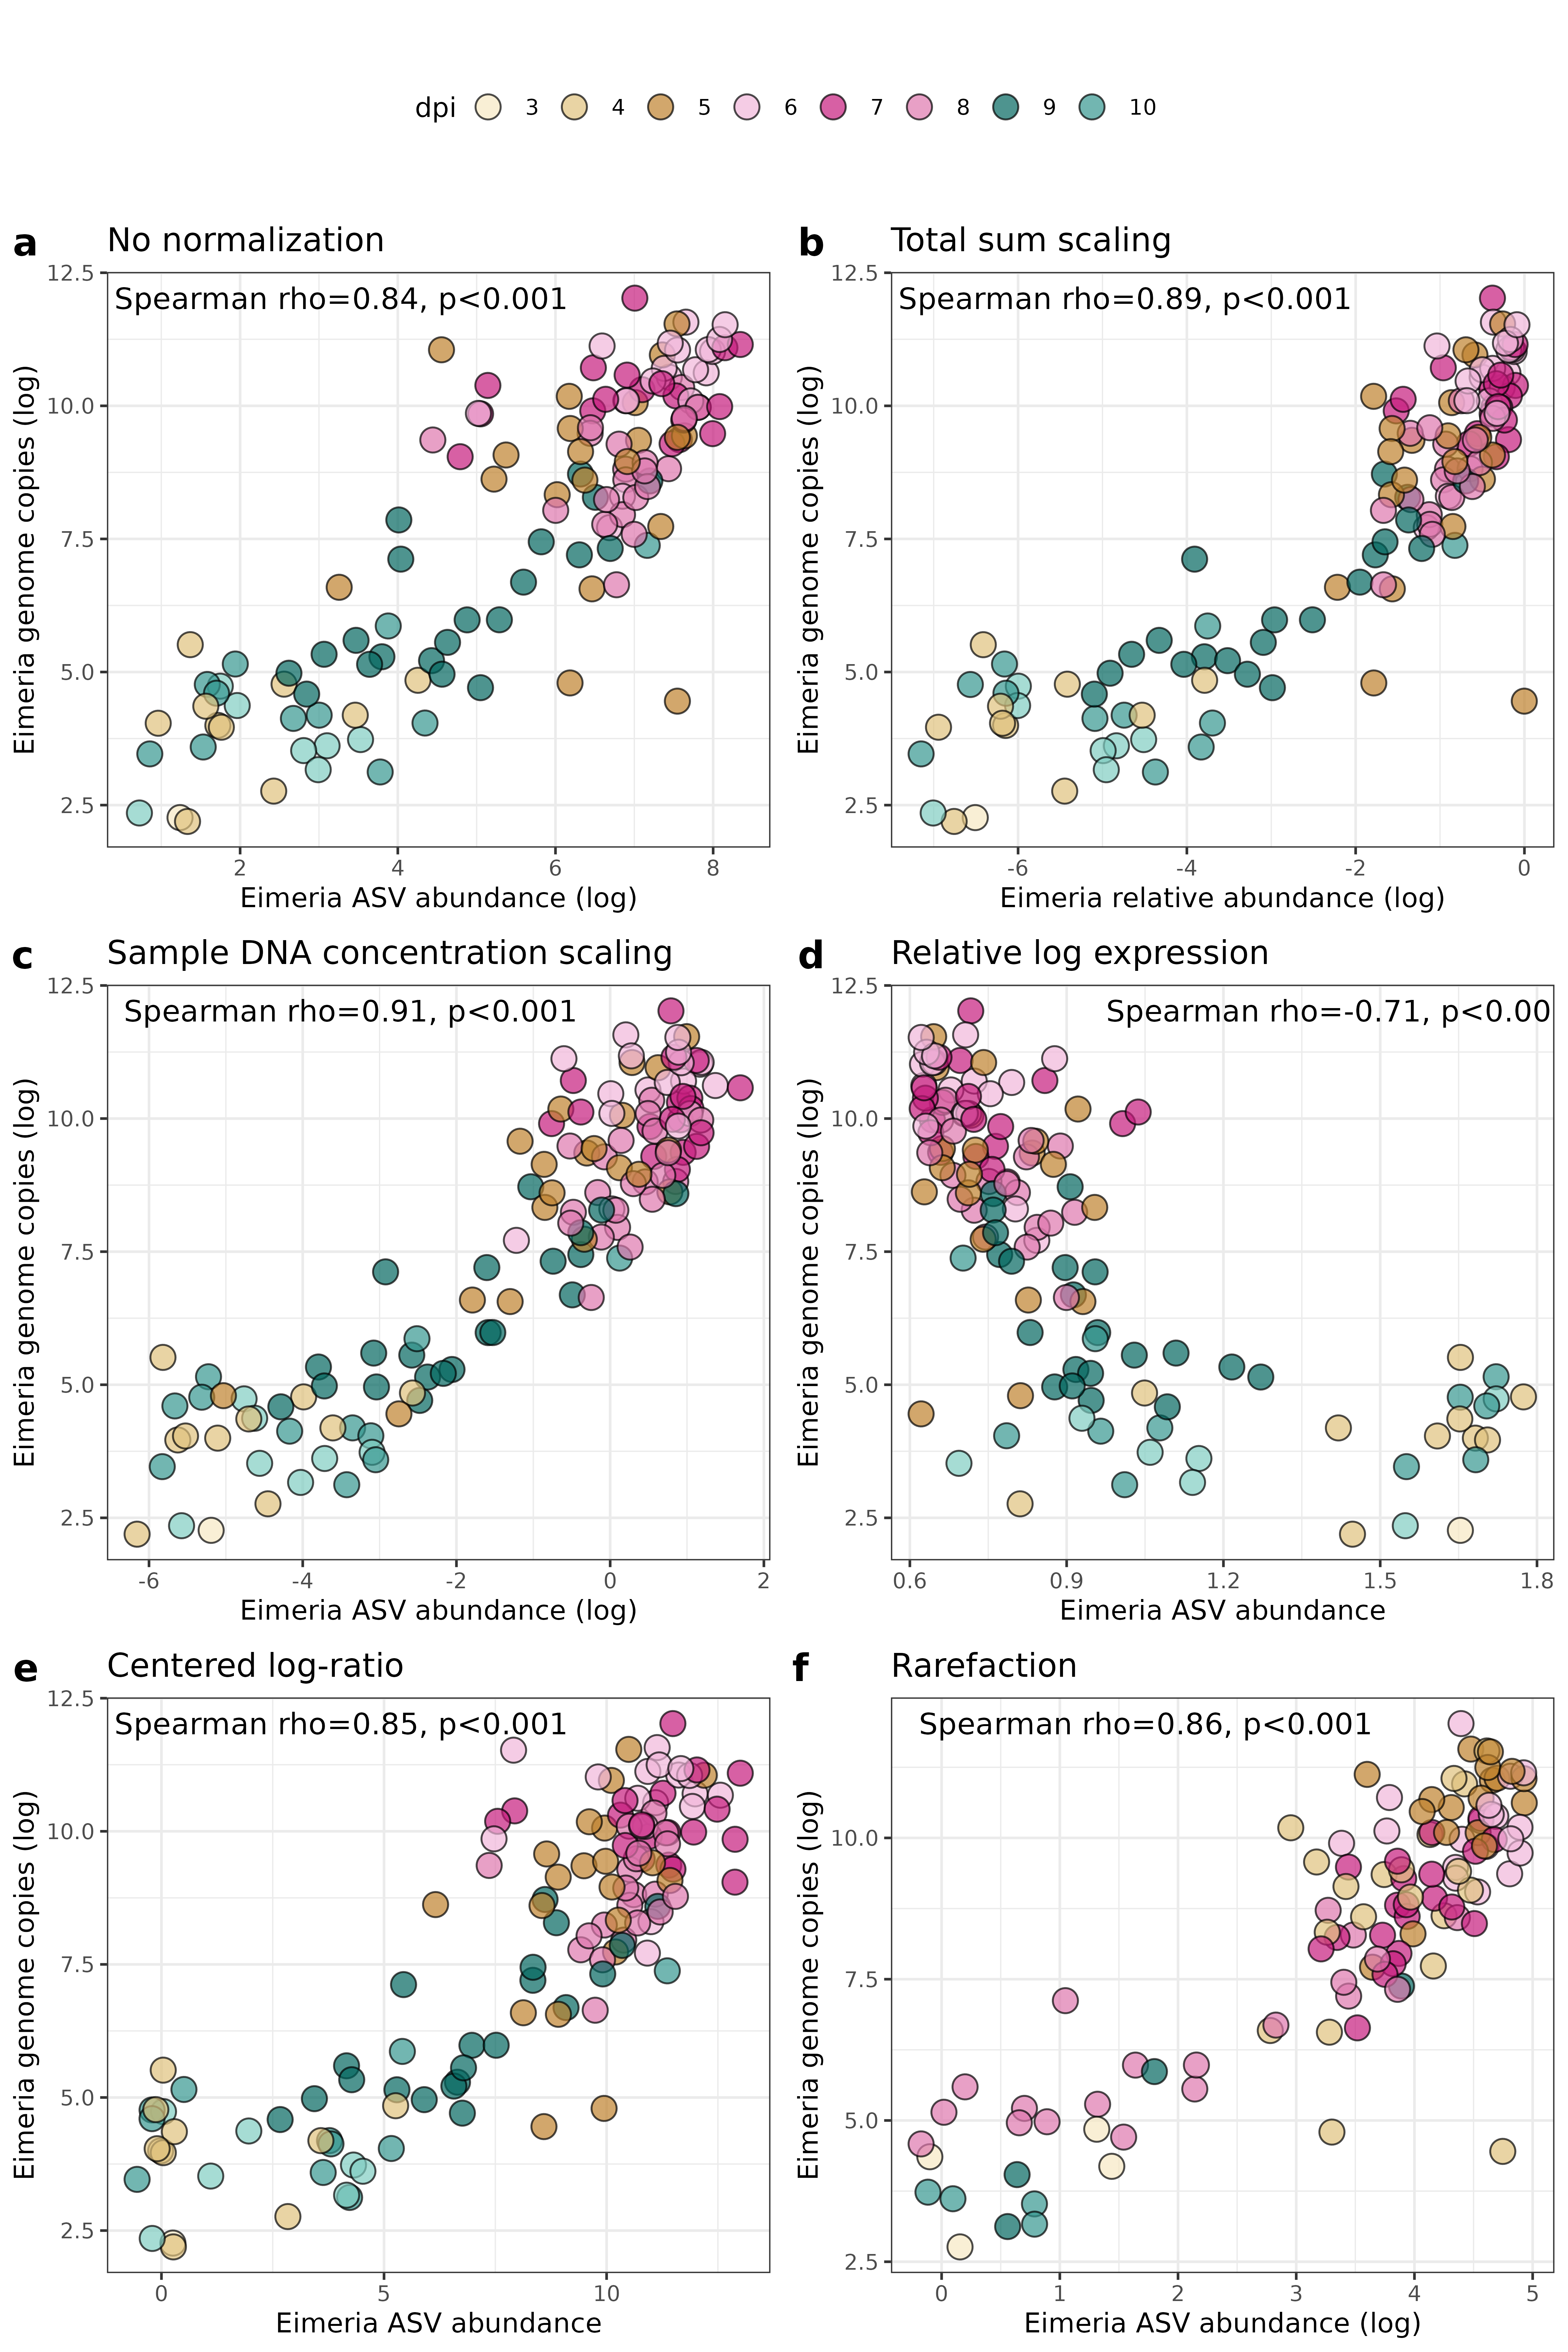 dpi 3 4 5 6 7 8 9 10
a No normalization
Spearman rho=0.84, p<0.001
12.5
10.0
7.5
5.0
2.5
Eimeria genome copies (log)
2 4 6 8
Eimeria ASV abundance (log)
b Total sum scaling
Spearman rho=0.89, p<0.001
12.5
10.0
7.5
5.0
2.5
Eimeria genome copies (log)
-6 -4 -2 0
Eimeria relative abundance (log)
c Sample DNA concentration scaling
Spearman rho=0.91, p<0.001
12.5
10.0
7.5
5.0
2.5
Eimeria genome copies (log)
-6 -4 -2 0 2
Eimeria ASV abundance (log)
d Relative log expression
Spearman rho=-0.71, p<0.00
12.5
10.0
7.5
5.0
2.5
Eimeria genome copies (log)
0.6 0.9 1.2 1.5 1.8
Eimeria ASV abundance
e Centered log-ratio
Spearman rho=0.85, p<0.001
12.5
10.0
7.5
5.0
2.5
Eimeria genome copies (log)
0 5 10
Eimeria ASV abundance
f Rarefaction
Spearman rho=0.86, p<0.001
10.0
7.5
5.0
2.5
Eimeria genome copies (log)
0 1 2 3 4 5
Eimeria ASV abundance (log)